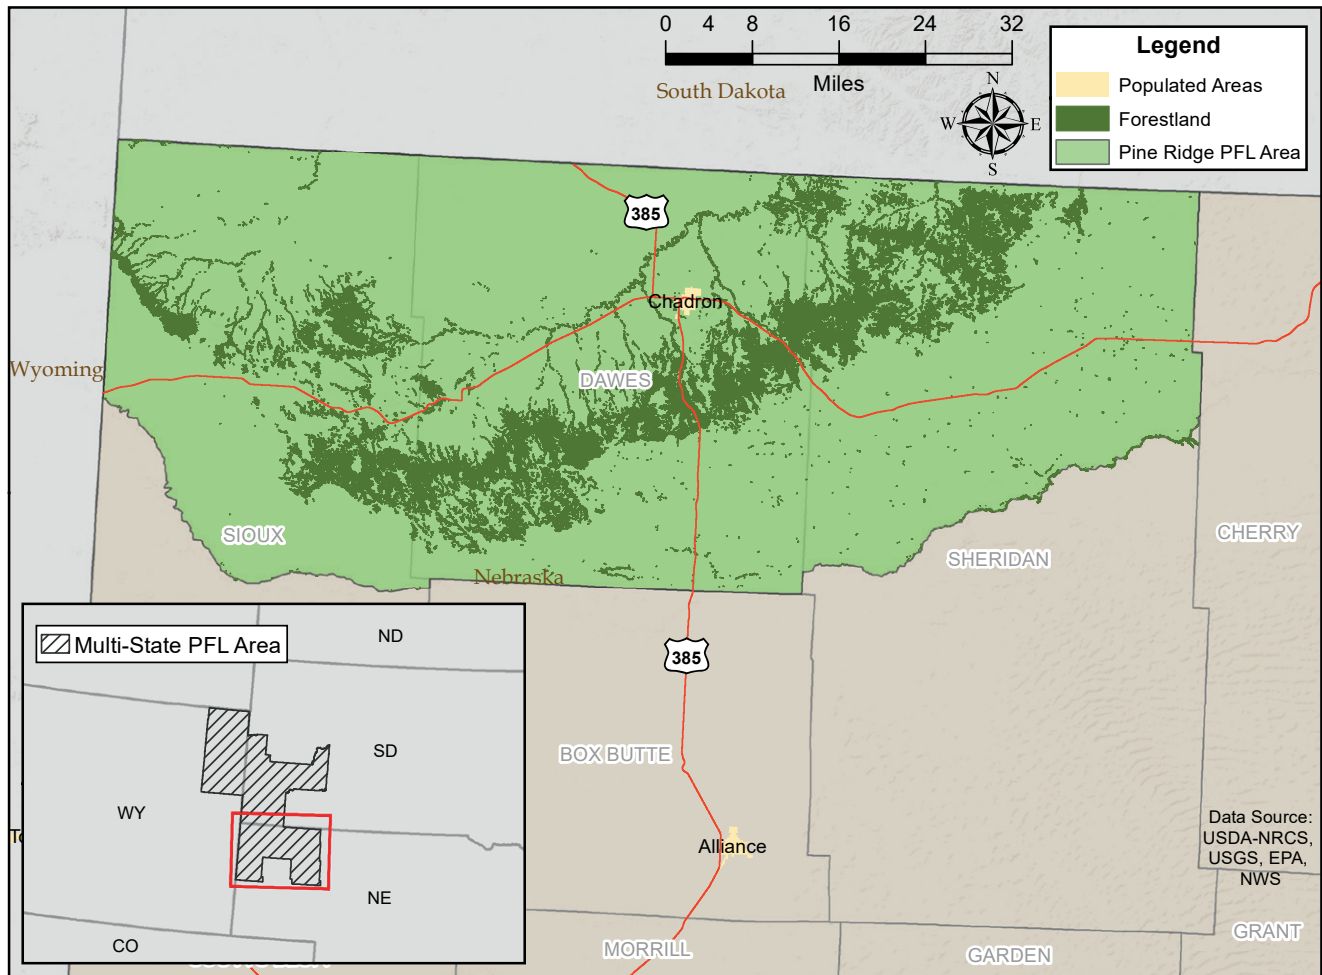 0 4 8 16 24 32
Miles
South Dakota
N
W E
S
Legend
Populated Areas
Forestland
Pine Ridge PFL Area
385
Chadron
Wyoming
DAWES
SIOUX
CHERRY
SHERIDAN
Nebraska
Multi-State PFL Area
ND
SD
WY
NE
CO
385
BOX BUTTE
Alliance
Data Source:
USDA-NRCS,
USGS, EPA,
NWS
MORRILL
GARDEN
GRANT